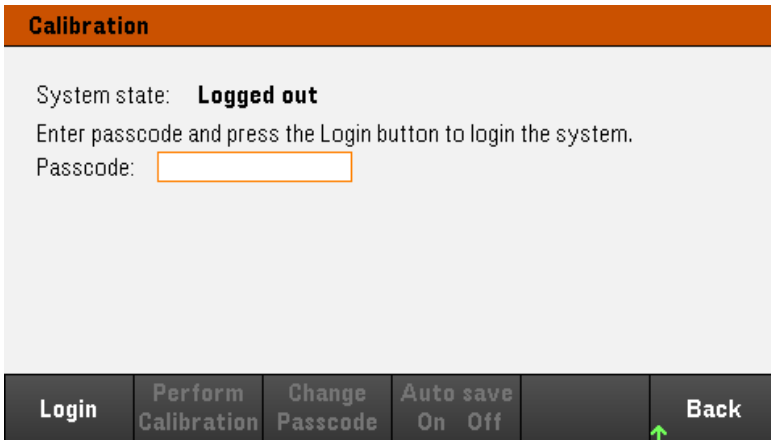 Calibration
System state: Logged out
Enter passcode and press the Login button to login the system.
Passcode:
Login
Perform
Calibration
Change
Passcode
Auto save
On Off
Back